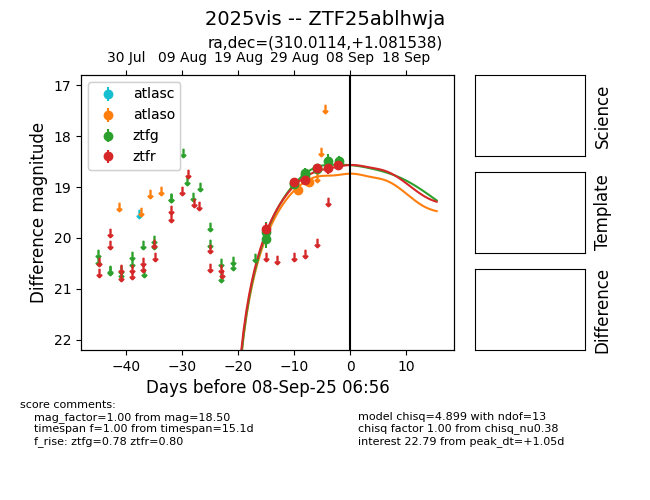 2025vis -- ZTF25ablhwja
ra,dec=(310.0114,+1.081538)
30 Jul 09 Aug 19 Aug 29 Aug 08 Sep 18 Sep
atlasc
atlaso
ztfg
ztfr
17
18
19
20
21
22
Difference magnitude
−40 −30 −20 −10 0 10
Days before 08-Sep-25 06:56
Science
Template
Difference
score comments:
mag_factor=1.00 from mag=18.50
timespan f=1.00 from timespan=15.1d
f_rise: ztfg=0.78 ztfr=0.80
model chisq=4.899 with ndof=13
chisq factor 1.00 from chisq_nu0.38
interest 22.79 from peak_dt=+1.05d